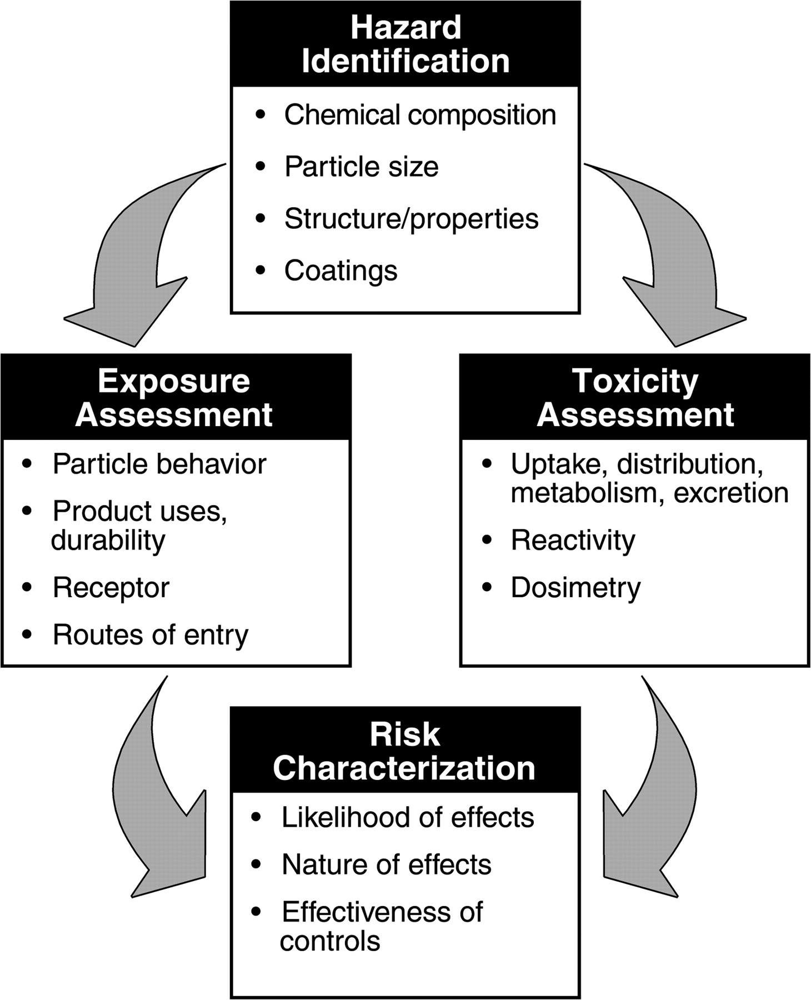 Hazard
Identification
• Chemical composition
• Particle size
• Structure/properties
• Coatings
Exposure
Assessment
• Particle behavior
• Product uses,
durability
• Receptor
• Routes of entry
Toxicity
Assessment
• Uptake, distribution,
metabolism, excretion
• Reactivity
• Dosimetry
Risk
Characterization
• Likelihood of effects
• Nature of effects
• Effectiveness of
controls